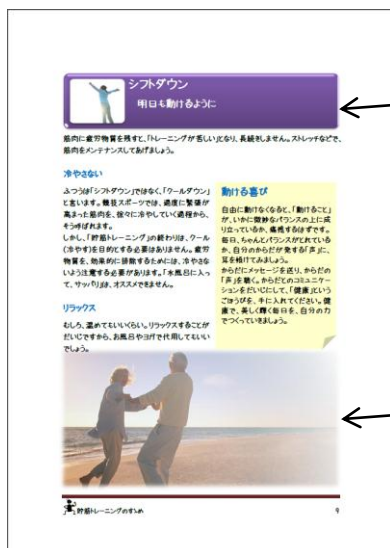 シフトダウン
明日も動けるように
筋肉に疲労物質を残すと、「トレーニングが苦しい」となり、長続きしません。ストレッチなどで、
筋肉をメンテナンスしてあげましょう。
冷やさない
ふつうは「シフトダウン」ではなく、「クールダウン」
と言います。競技スポーツでは、過度に緊張が
高まった筋肉を、徐々に冷やしていく過程から、
そう呼ばれます。
しかし、「貯筋トレーニング」の終わりは、クール
(冷やす)を目的とする必要はありません。疲労
物質を、効果的に排除するためには、冷やさな
いよう注意する必要があります。「水風呂に入っ
て、サッパリ」は、オススメできません。
リラックス
むしろ、温めてもいいくらい。リラックスすることが
だいじですから、お風呂やヨガで代用してもいい
でしょう。
動ける喜び
自由に動けなくなると、「動けること」
が、いかに微妙なバランスの上に成
り立っているか、痛感するはずです。
毎日、ちゃんとバランスがとれている
か、自分のからだが発する「声」に、
耳を傾けてみましょう。
からだにメッセージを送り、からだの
「声」を聴く。からだとのコミュニケー
ションをだいじにして、「健康」という
ごほうびを、手に入れてください。健
康で、美しく輝く毎日を、自分の力
でつくっていきましょう。
貯筋トレーニングのすすめ
9